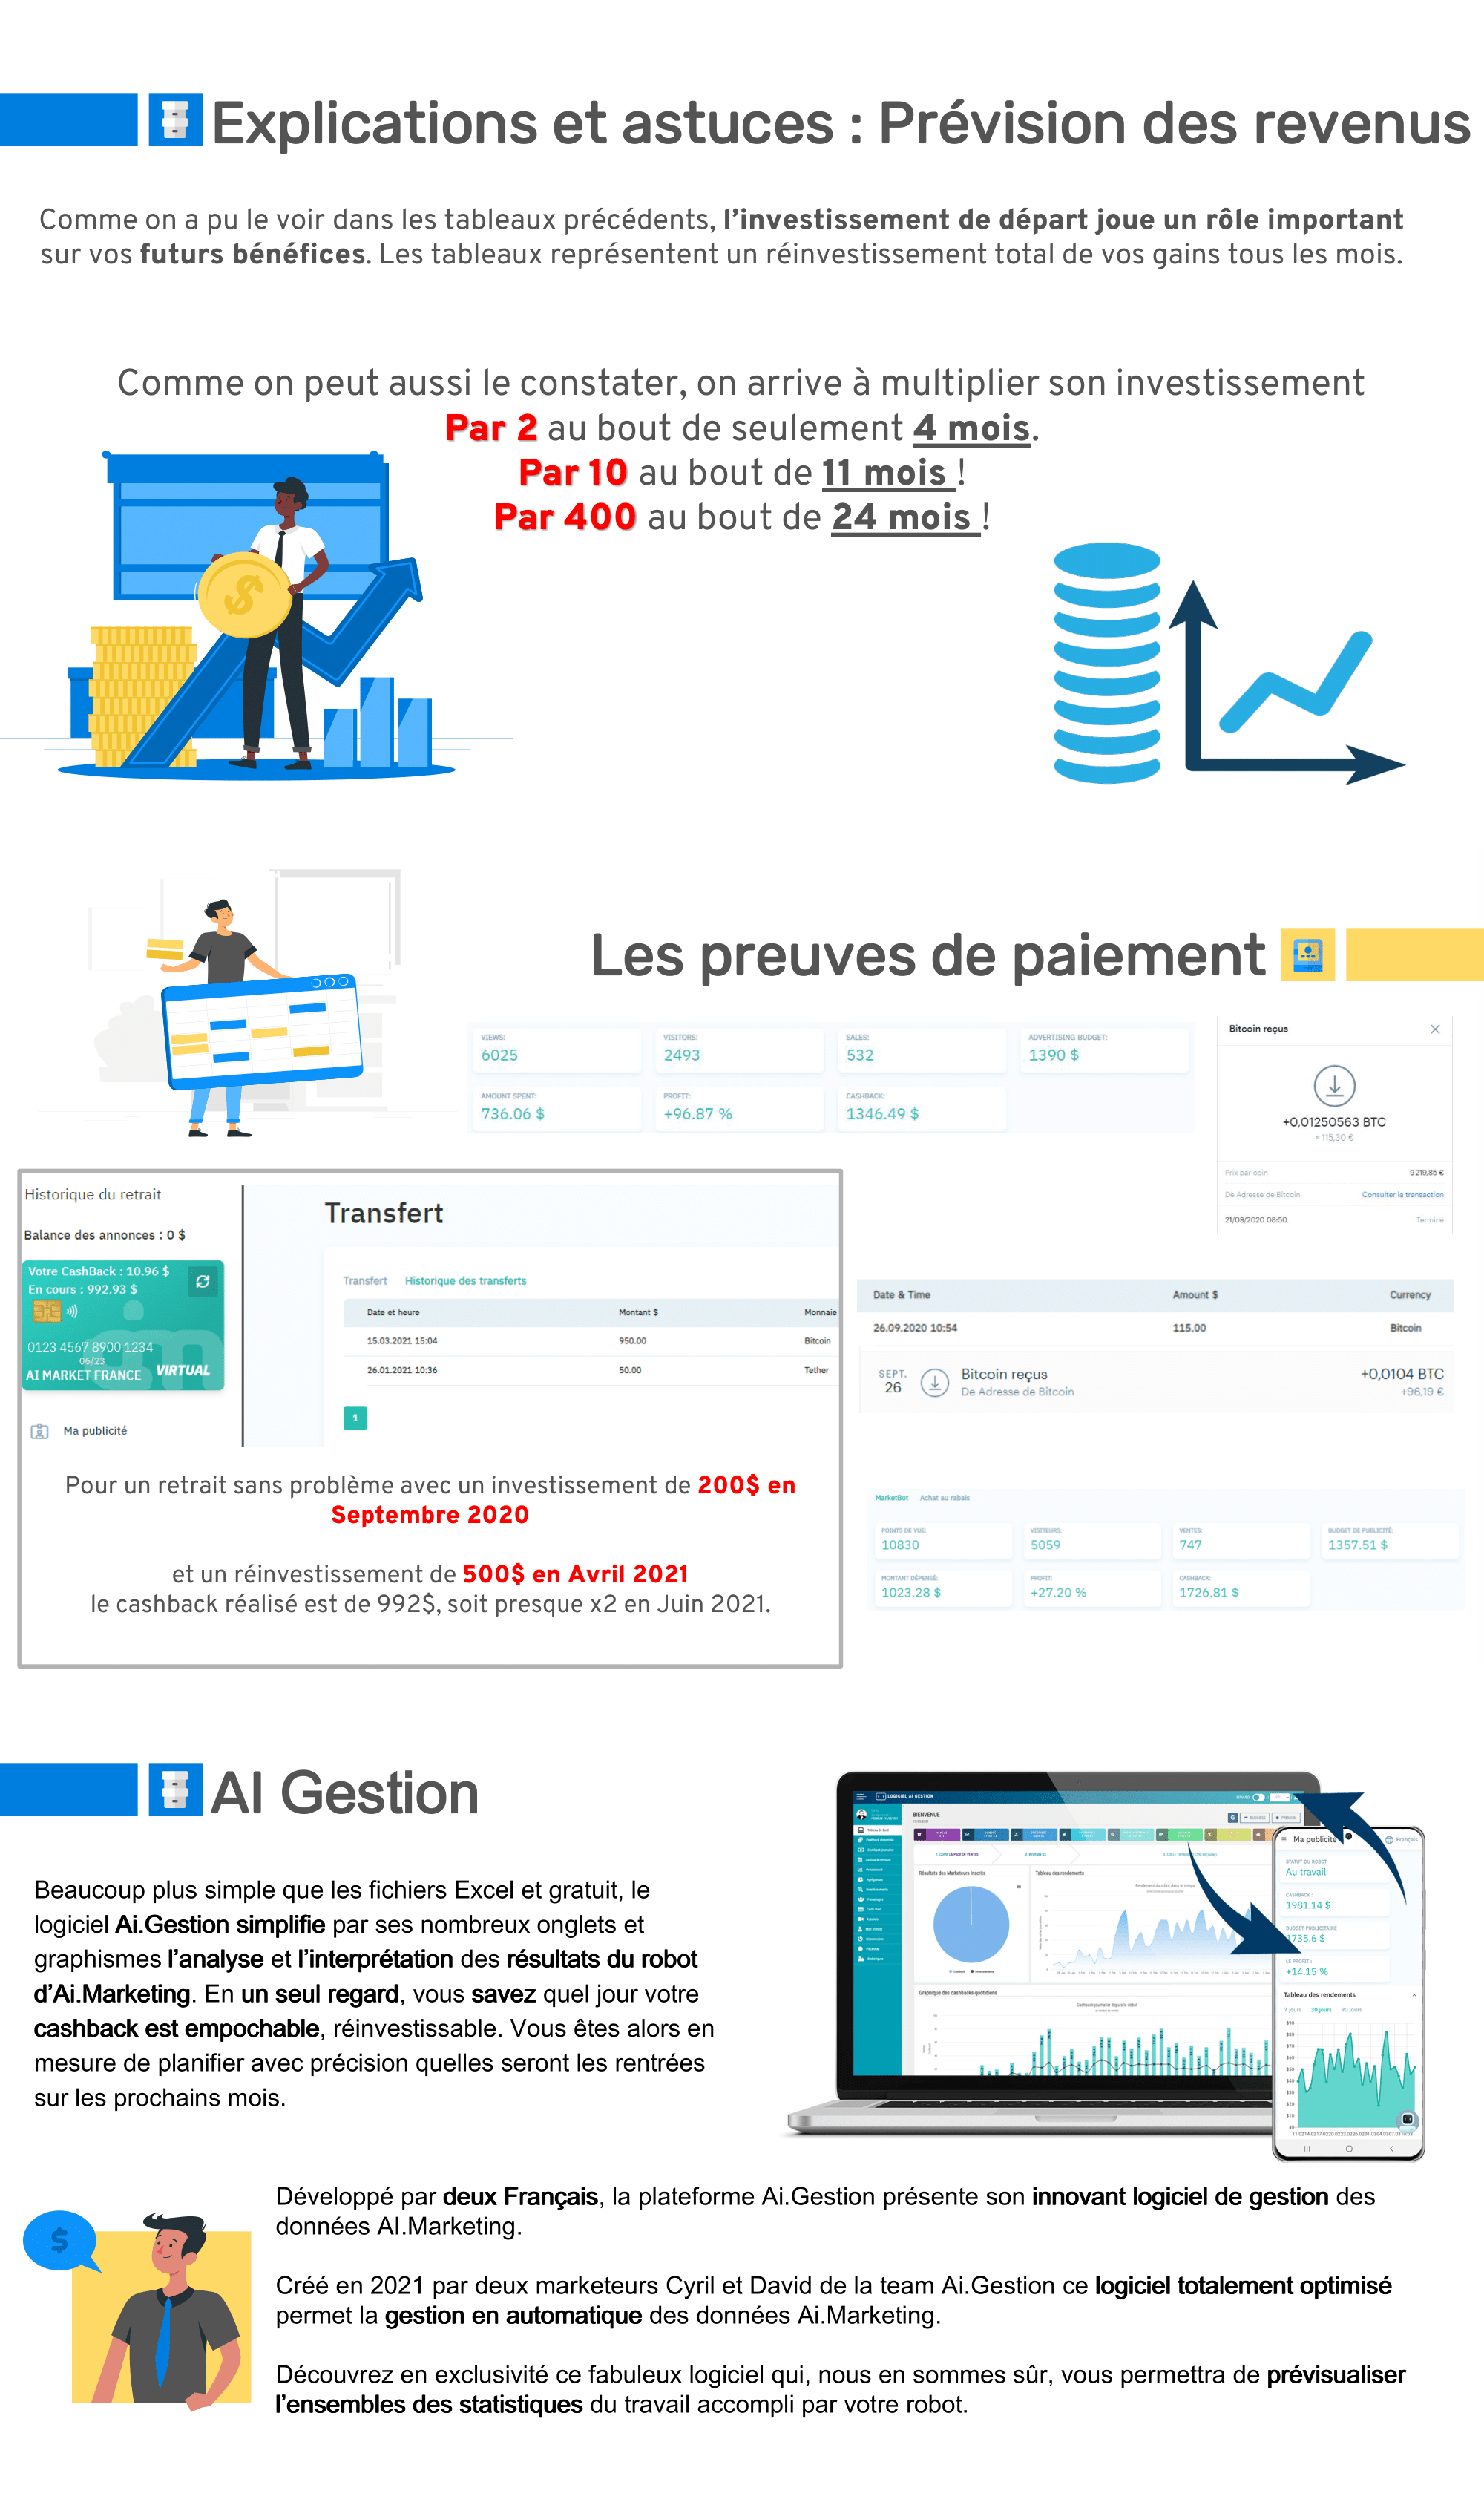 Explications et astuces : Prévision des revenus
Comme on a pu le voir dans les tableaux précédents, l'investissement de départ joue un rôle important
sur vos futurs bénéfices. Les tableaux représentent un réinvestissement total de vos gains tous les mois.
Comme on peut aussi le constater, on arrive à multiplier son investissement
Par 2 au bout de seulement 4 mois.
Par 10 au bout de 11 mois !
Par 400 au bout de 24 mois !
$
Les preuves de paiement
VIEWS:
6025
VISITORS:
2493
SALES:
532
ADVERTISING BUDGET:
1390 $
AMOUNT SPENT:
736.06 $
PROFIT:
+96.87 %
CASHBACK:
1346.49 $
Bitcoin reçus
+0,01250563 BTC
≈ 115,30 €
Prix par coin 9 219,85 €
De Adresse de Bitcoin Consulter la transaction
21/09/2020 08:50 Terminé
Historique du retrait
Balance des annonces : 0 $
Votre CashBack : 10.96 $
En cours : 992.93 $
0123 4567 8900 1234
06/23
AI MARKET FRANCE VIRTUAL
Ma publicité
Transfert
Transfert Historique des transferts
Date et heure Montant $ Monnaie
15.03.2021 15:04 950.00 Bitcoin
26.01.2021 10:36 50.00 Tether
1
Pour un retrait sans problème avec un investissement de 200$ en
Septembre 2020
et un réinvestissement de 500$ en Avril 2021
le cashback réalisé est de 992$, soit presque x2 en Juin 2021.
Date & Time Amount $ Currency
26.09.2020 10:54 115.00 Bitcoin
SEPT.
26
Bitcoin reçus
De Adresse de Bitcoin
+0,0104 BTC
+96,19 €
MarketBot Achat au rabais
POINTS DE VUE:
10830
VISITEURS:
5059
VENTES:
747
BUDGET DE PUBLICITÉ:
1357.51 $
MONTANT DÉPENSÉ:
1023.28 $
PROFIT:
+27.20 %
CASHBACK:
1726.81 $
AI Gestion
Beaucoup plus simple que les fichiers Excel et gratuit, le
logiciel Ai.Gestion simplifie par ses nombreux onglets et
graphismes l'analyse et l'interprétation des résultats du robot
d'Ai.Marketing. En un seul regard, vous savez quel jour votre
cashback est empochable, réinvestissable. Vous êtes alors en
mesure de planifier avec précision quelles seront les rentrées
sur les prochains mois.
LOGICIEL AI GESTION
BIENVENUE
Résultats des Marketeurs Inscrits
Tableau des rendements
Graphique des cashbacks quotidiens
Cashback journalier depuis le début
Ma publicité
Français
STATUT DU ROBOT
Au travail
CASHBACK :
1981.14 $
BUDGET PUBLICITAIRE
1735.6 $
LE PROFIT :
+14.15 %
Tableau des rendements
7 jours 30 jours 90 jours
$
Développé par deux Français, la plateforme Ai.Gestion présente son innovant logiciel de gestion des
données AI.Marketing.
Créé en 2021 par deux marketeurs Cyril et David de la team Ai.Gestion ce logiciel totalement optimisé
permet la gestion en automatique des données Ai.Marketing.
Découvrez en exclusivité ce fabuleux logiciel qui, nous en sommes sûr, vous permettra de prévisualiser
l'ensembles des statistiques du travail accompli par votre robot.